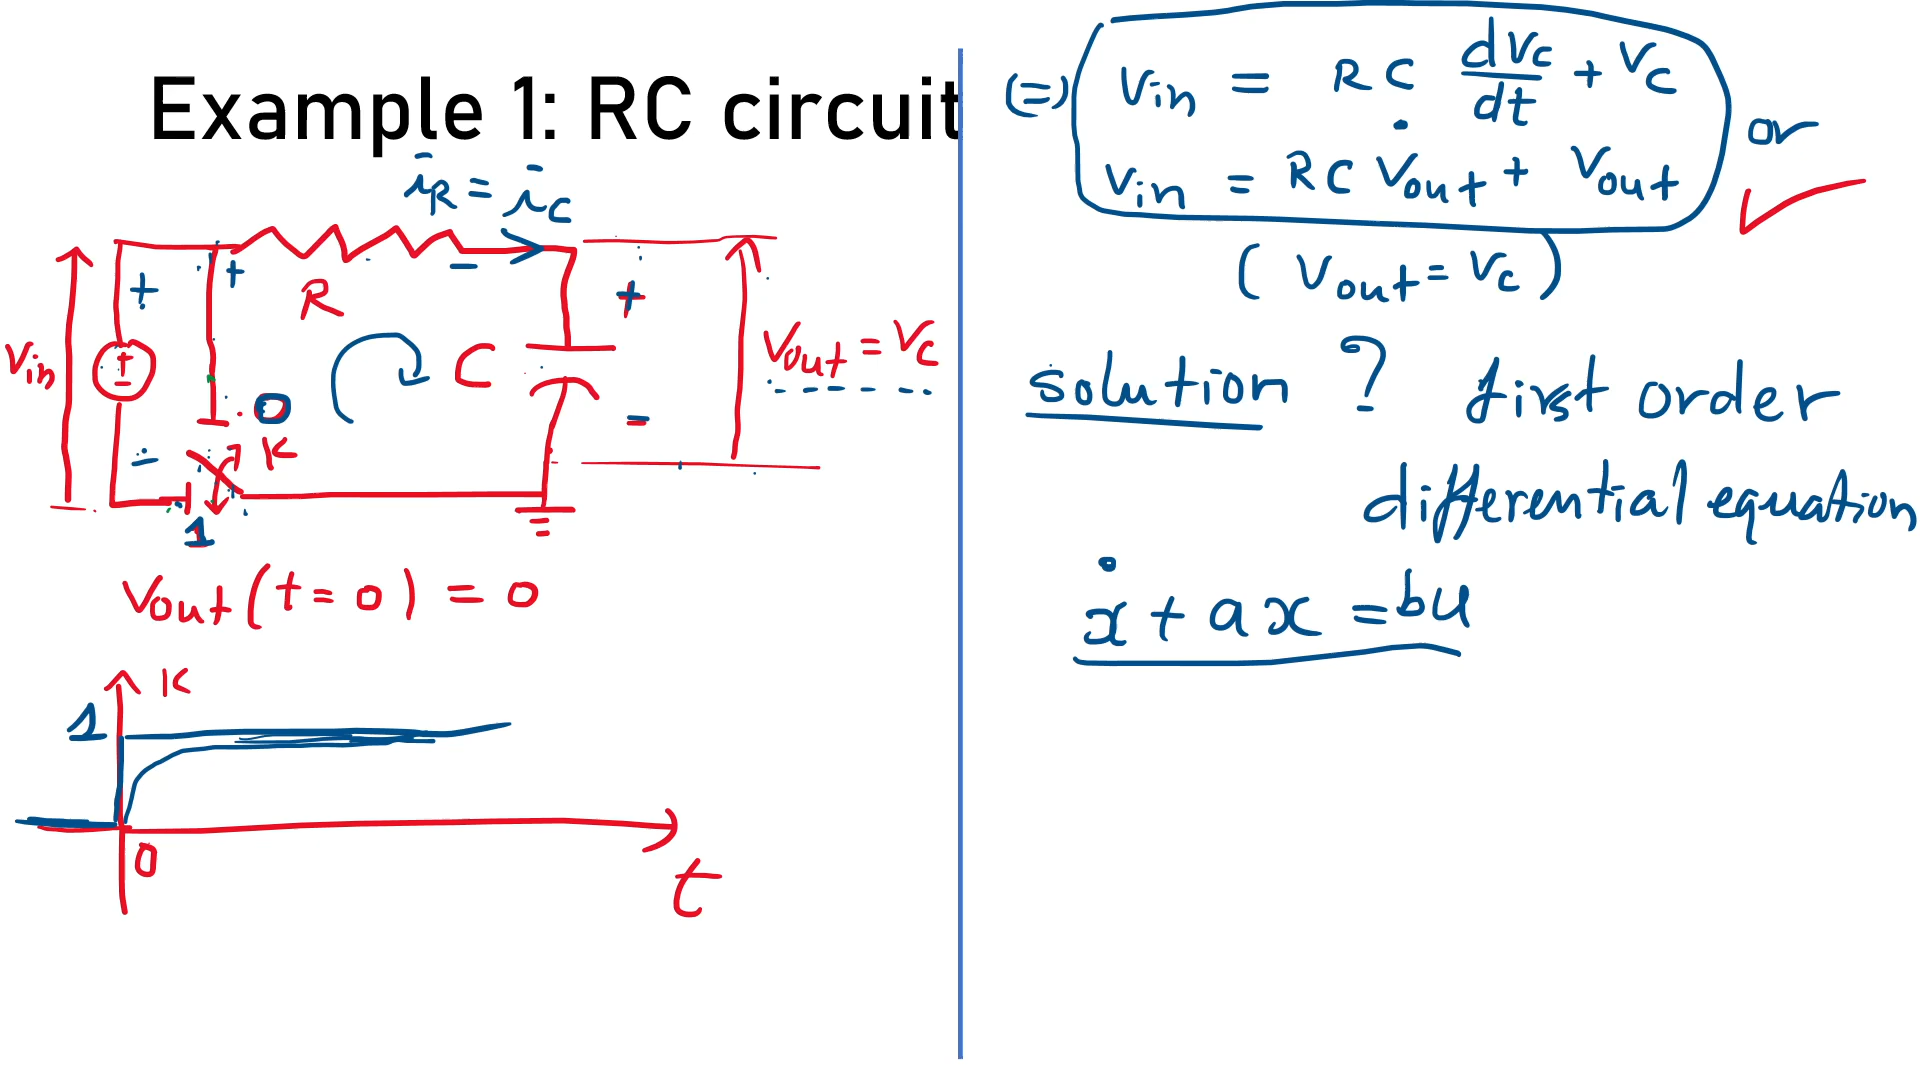 Example 1: RC circuit
i_R = i_C
+ + - +
R
V_in
±
C
V_out = V_C
0
K
- -
1
V_out (t = 0) = 0
K
1
0
t
(=) V_in = RC dV_C/dt + V_C
or
V_in = RC V̇_out + V_out
( V_out = V_C )
solution ? first order
differential equation
ẋ + ax = bu